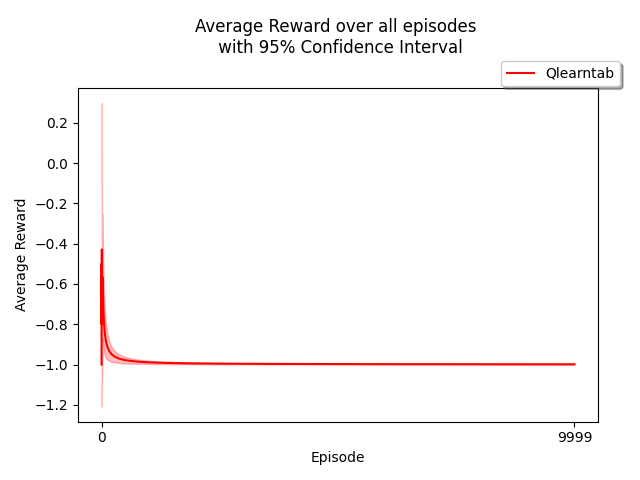 Average Reward over all episodes
with 95% Confidence Interval
Qlearntab
0.2
0.0
−0.2
−0.4
−0.6
−0.8
−1.0
−1.2
Average Reward
0
9999
Episode